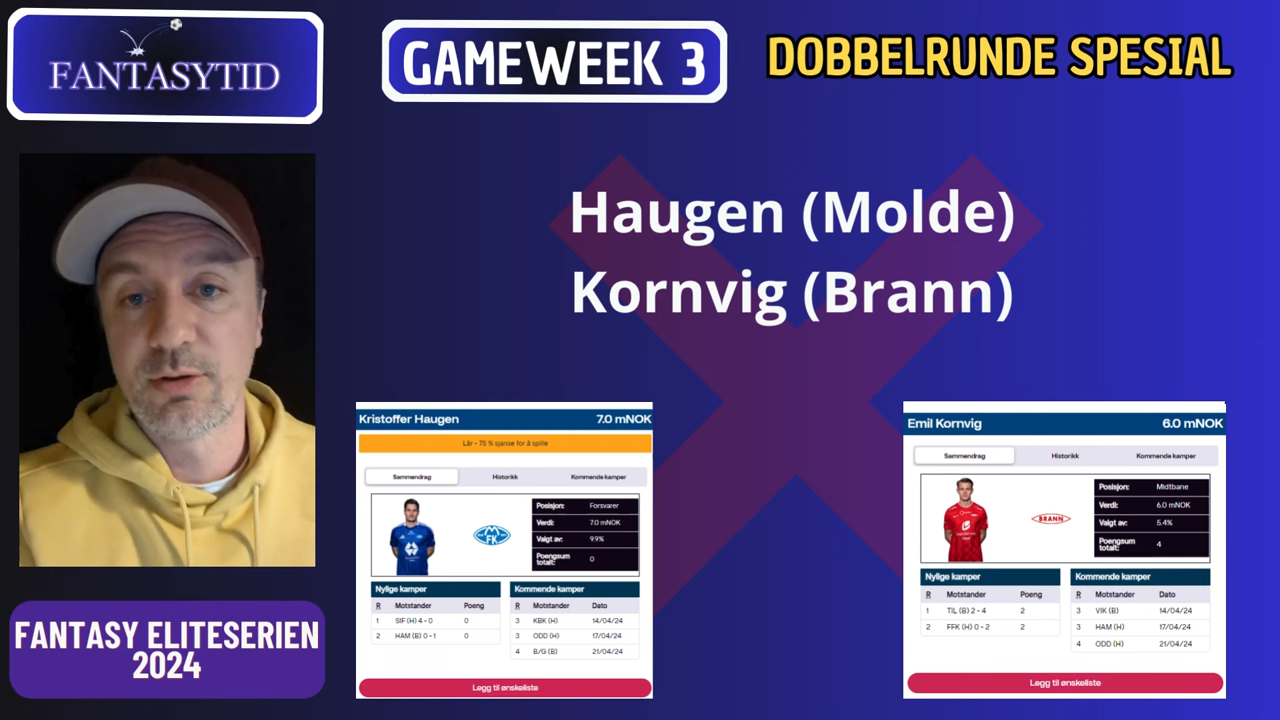 FANTASYTID
GAMEWEEK 3
DOBBELRUNDE SPESIAL
Haugen (Molde)
Kornvig (Brann)
Kristoffer Haugen 7.0 mNOK
Lår - 75 % sjanse for å spille
Sammendrag Historikk Kommende kamper
Posisjon: Forsvarer
Verdi: 7.0 mNOK
Valgt av: 9.9%
Poengsum totalt: 0
Nylige kamper
R Motstander Poeng
1 SIF (H) 4 - 0 0
2 HAM (B) 0 - 1 0
Kommende kamper
R Motstander Dato
3 KBK (H) 14/04/24
3 ODD (H) 17/04/24
4 B/G (B) 21/04/24
Legg til ønskeliste
Emil Kornvig 6.0 mNOK
Sammendrag Historikk Kommende kamper
BRANN
Posisjon: Midtbane
Verdi: 6.0 mNOK
Valgt av: 5.4%
Poengsum totalt: 4
Nylige kamper
R Motstander Poeng
1 TIL (B) 2 - 4 2
2 FFK (H) 0 - 2 2
Kommende kamper
R Motstander Dato
3 VIK (B) 14/04/24
3 HAM (H) 17/04/24
4 ODD (H) 21/04/24
Legg til ønskeliste
FANTASY ELITESERIEN
2024